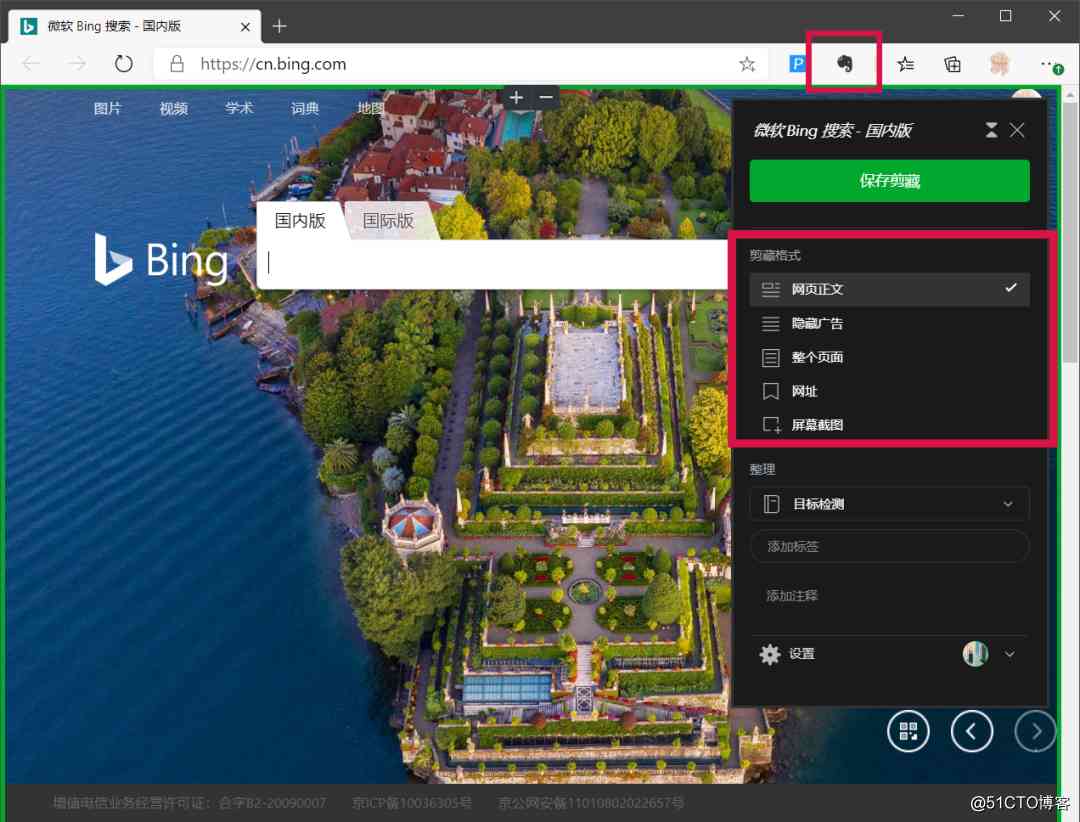 微软 Bing 搜索 - 国内版
https://cn.bing.com
图片 视频 学术 词典 地图
微软 Bing 搜索 - 国内版
保存剪藏
国内版 国际版
Bing
剪藏格式
网页正文
隐藏广告
整个页面
网址
屏幕截图
整理
目标检测
添加标签
添加注释
设置
增值电信业务经营许可证：合字B2-20090007 京ICP备10036305号 京公网安备11010802022657号
@51CTO博客